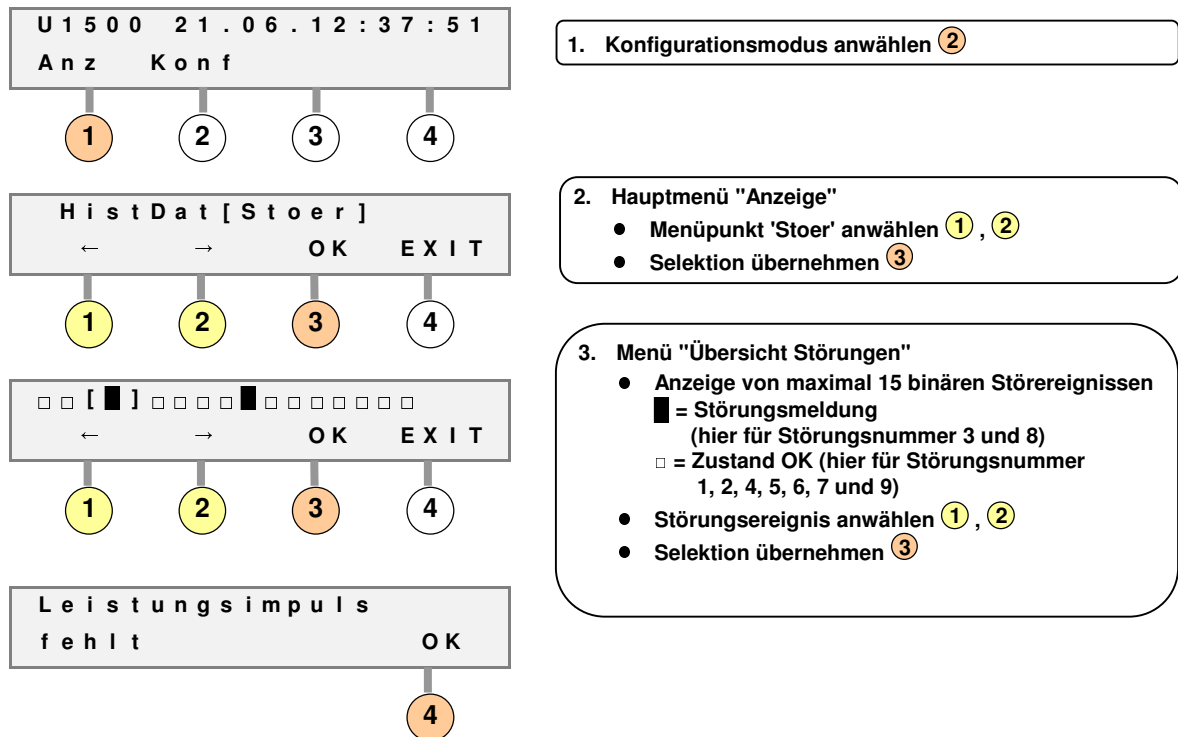 U1500 21.06.12:37:51
Anz Konf
1 2 3 4
1. Konfigurationsmodus anwählen 2
HistDat[Stoer]
← → OK EXIT
1 2 3 4
2. Hauptmenü "Anzeige"
● Menüpunkt 'Stoer' anwählen 1 , 2
● Selektion übernehmen 3
□□[█]□□□□█□□□□□□□
← → OK EXIT
1 2 3 4
3. Menü "Übersicht Störungen"
● Anzeige von maximal 15 binären Störereignissen
█ = Störungsmeldung
(hier für Störungsnummer 3 und 8)
□ = Zustand OK (hier für Störungsnummer
1, 2, 4, 5, 6, 7 und 9)
● Störungsereignis anwählen 1 , 2
● Selektion übernehmen 3
Leistungsimpuls
fehlt OK
4